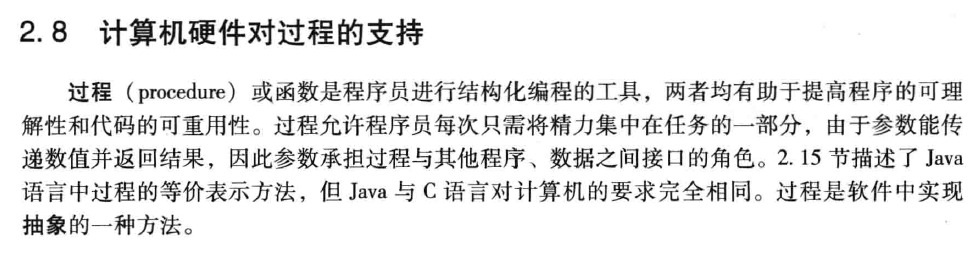 2.8 计算机硬件对过程的支持
过程（procedure）或函数是程序员进行结构化编程的工具，两者均有助于提高程序的可理
解性和代码的可重用性。过程允许程序员每次只需将精力集中在任务的一部分，由于参数能传
递数值并返回结果，因此参数承担过程与其他程序、数据之间接口的角色。2.15 节描述了 Java
语言中过程的等价表示方法，但 Java 与 C 语言对计算机的要求完全相同。过程是软件中实现
抽象的一种方法。